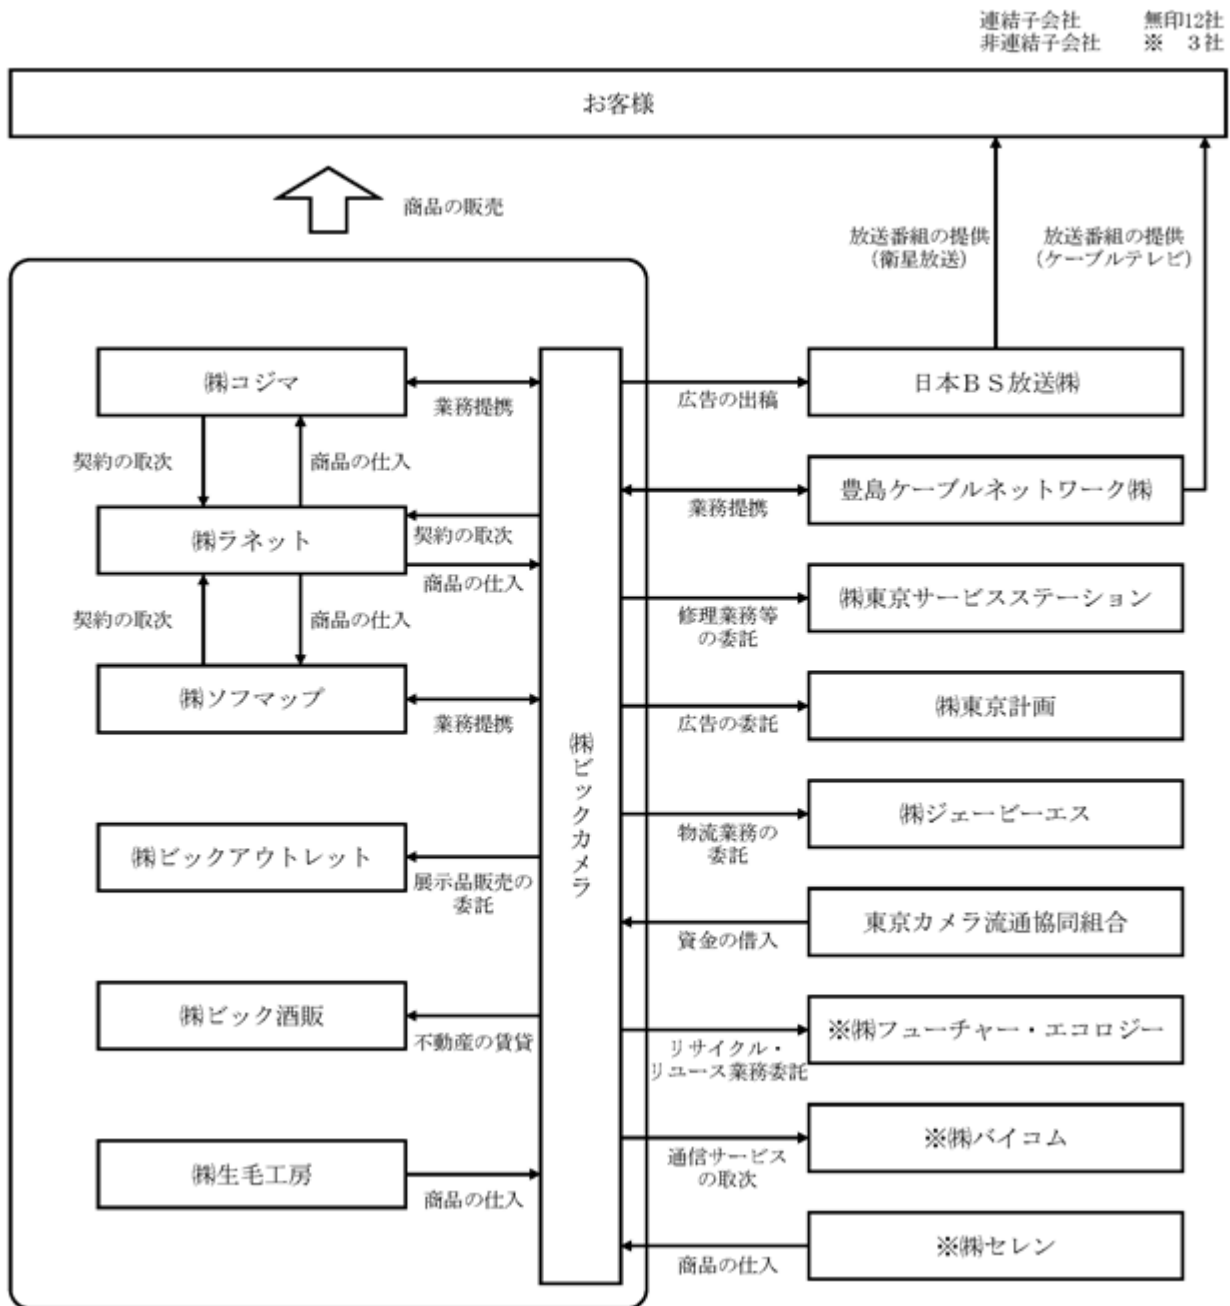 連結子会社　無印12社
非連結子会社　※　３社
お客様
商品の販売
放送番組の提供
(衛星放送)
放送番組の提供
(ケーブルテレビ)
㈱コジマ
業務提携
広告の出稿
日本ＢＳ放送㈱
契約の取次
商品の仕入
業務提携
豊島ケーブルネットワーク㈱
㈱ラネット
契約の取次
商品の仕入
修理業務等
の委託
㈱東京サービスステーション
契約の取次
商品の仕入
㈱ソフマップ
業務提携
広告の委託
㈱東京計画
㈱ビックカメラ
物流業務の
委託
㈱ジェービーエス
㈱ビックアウトレット
展示品販売の
委託
資金の借入
東京カメラ流通協同組合
㈱ビック酒販
不動産の賃貸
リサイクル・
リユース業務委託
※㈱フューチャー・エコロジー
通信サービス
の取次
※㈱バイコム
㈱生毛工房
商品の仕入
商品の仕入
※㈱セレン